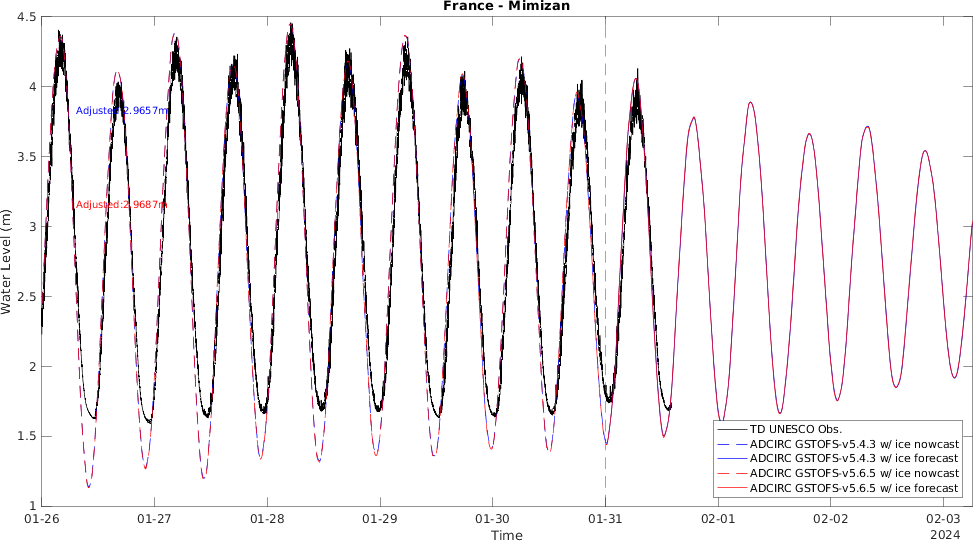 France - Mimizan
4.5
4
3.5
3
2.5
2
1.5
1
Water Level (m)
Adjusted:2.9657m
Adjusted:2.9687m
01-26
01-27
01-28
01-29
01-30
01-31
02-01
02-02
02-03
2024
Time
TD UNESCO Obs.
ADCIRC GSTOFS-v5.4.3 w/ ice nowcast
ADCIRC GSTOFS-v5.4.3 w/ ice forecast
ADCIRC GSTOFS-v5.6.5 w/ ice nowcast
ADCIRC GSTOFS-v5.6.5 w/ ice forecast